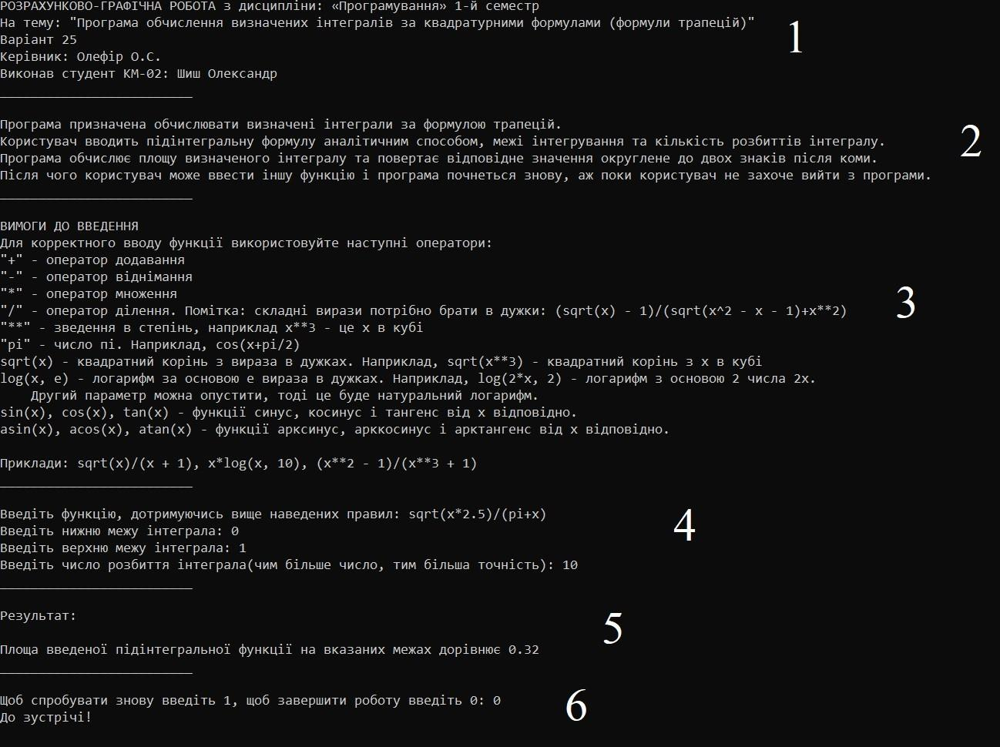 РОЗРАХУНКОВО-ГРАФІЧНА РОБОТА з дисципліни: «Програмування» 1-й семестр
На тему: "Програма обчислення визначених інтегралів за квадратурними формулами (формули трапецій)"
1
Варіант 25
Керівник: Олефір О.С.
Виконав студент КМ-02: Шиш Олександр
_________________________
Програма призначена обчислювати визначені інтеграли за формулою трапецій.
Користувач вводить підінтегральну формулу аналітичним способом, межі інтегрування та кількість розбиттів інтегралу.
2
Програма обчислює площу визначеного інтегралу та повертає відповідне значення округлене до двох знаків після коми.
Після чого користувач може ввести іншу функцію і програма почнеться знову, аж поки користувач не захоче вийти з програми.
_________________________
ВИМОГИ ДО ВВЕДЕННЯ
Для корректного вводу функції використовуйте наступні оператори:
"+" - оператор додавання
"-" - оператор віднімання
"*" - оператор множення
"/" - оператор ділення. Помітка: складні вирази потрібно брати в дужки: (sqrt(x) - 1)/(sqrt(x^2 - x - 1)+x**2)
3
"**" - зведення в степінь, наприклад x**3 - це x в кубі
"pi" - число пі. Наприклад, cos(x+pi/2)
sqrt(x) - квадратний корінь з вираза в дужках. Наприклад, sqrt(x**3) - квадратний корінь з x в кубі
log(x, e) - логарифм за основою e вираза в дужках. Наприклад, log(2*x, 2) - логарифм з основою 2 числа 2x.
Другий параметр можна опустити, тоді це буде натуральний логарифм.
sin(x), cos(x), tan(x) - функції синус, косинус і тангенс від x відповідно.
asin(x), acos(x), atan(x) - функції арксинус, арккосинус і арктангенс від x відповідно.
Приклади: sqrt(x)/(x + 1), x*log(x, 10), (x**2 - 1)/(x**3 + 1)
_________________________
Введіть функцію, дотримуючись вище наведених правил: sqrt(x*2.5)/(pi+x)
4
Введіть нижню межу інтеграла: 0
Введіть верхню межу інтеграла: 1
Введіть число розбиття інтеграла(чим більше число, тим більша точність): 10
_________________________
Результат:
5
Площа введеної підінтегральної функції на вказаних межах дорівнює 0.32
_________________________
Щоб спробувати знову введіть 1, щоб завершити роботу введіть 0: 0
6
До зустрічі!